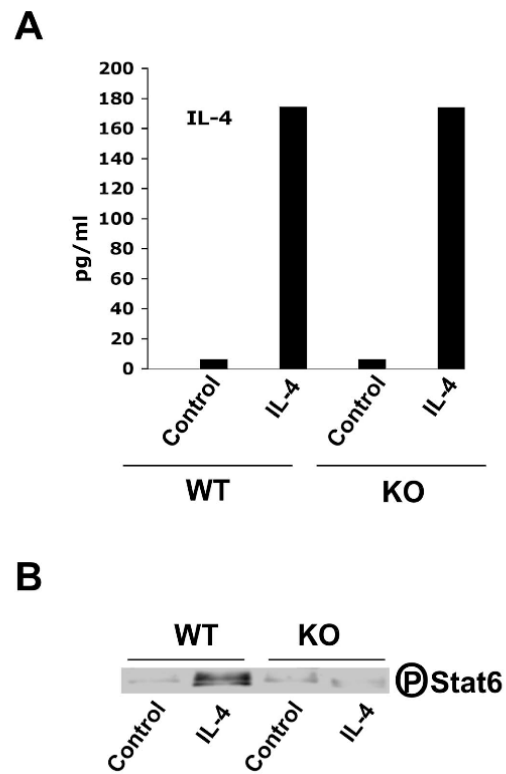 A
200
180
160
140
120
100
80
60
40
20
0
pg/ml
IL-4
Control
IL-4
Control
IL-4
WT
KO
B
WT
KO
P Stat6
Control
IL-4
Control
IL-4